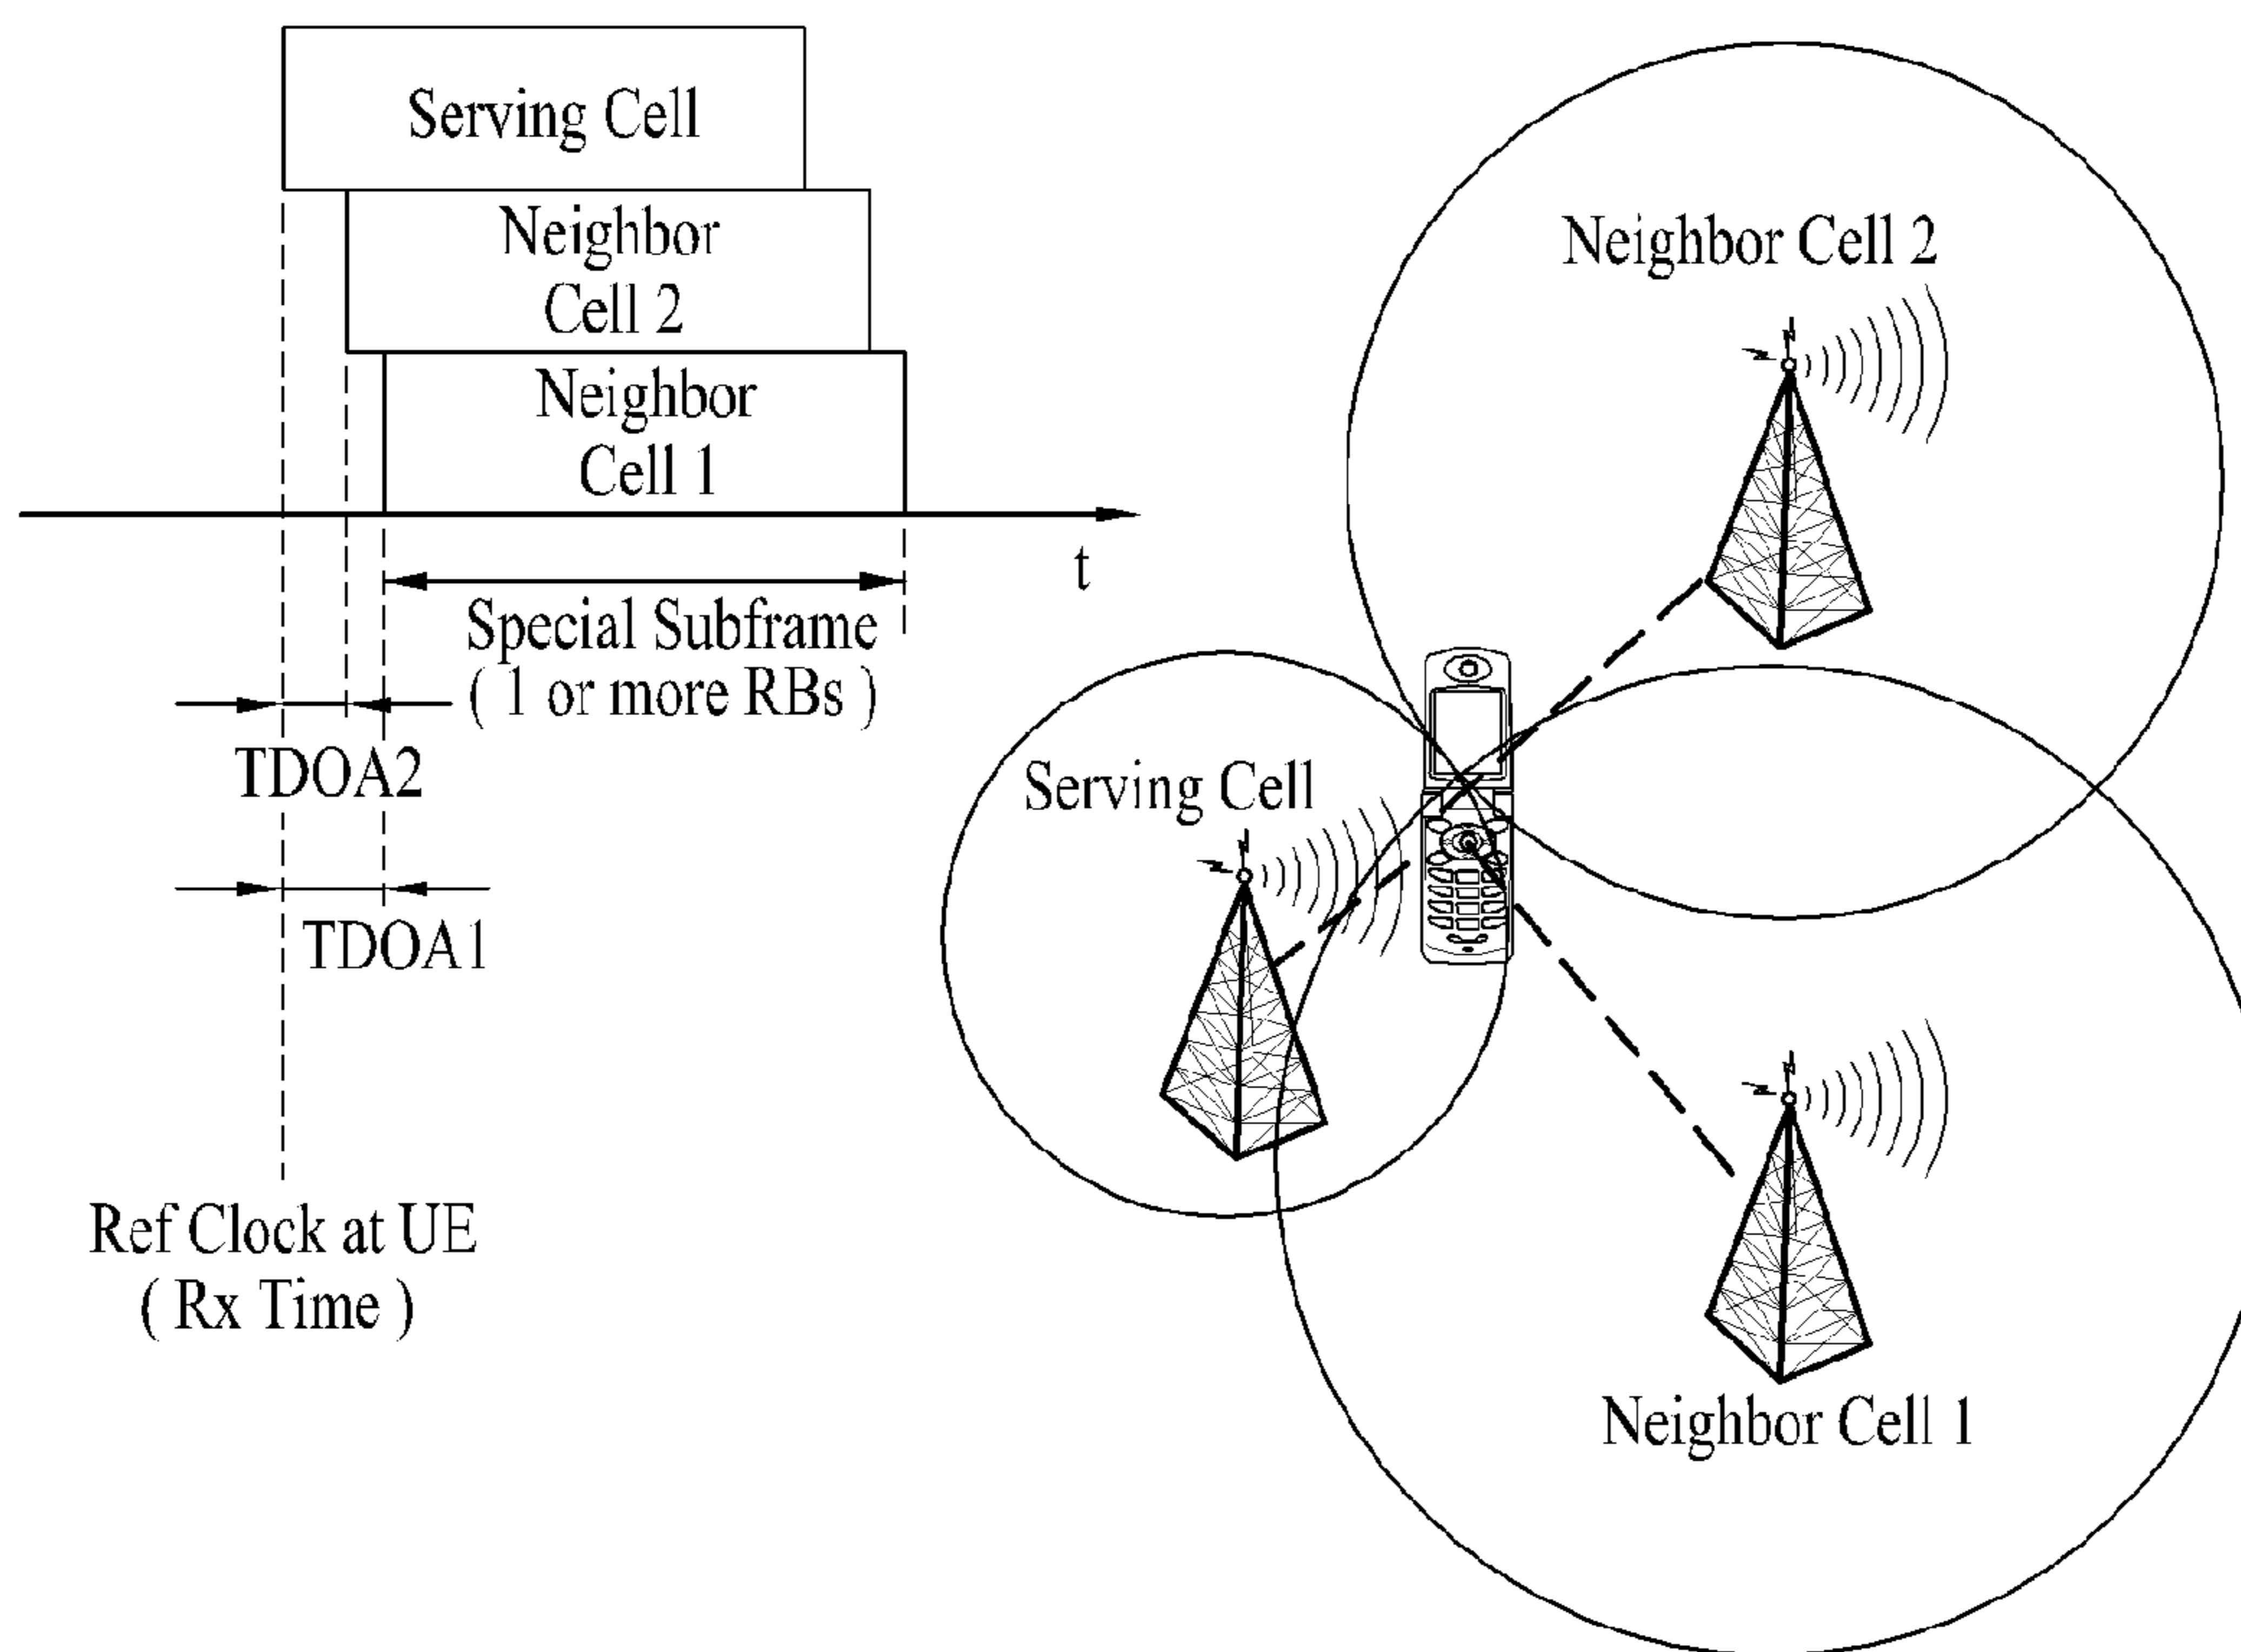 Serving Cell
Neighbor
Cell 2
Neighbor
Cell 1
t
Special Subframe
( 1 or more RBs )
TDOA2
TDOA1
Ref Clock at UE
( Rx Time )
Neighbor Cell 2
Serving Cell
Neighbor Cell 1